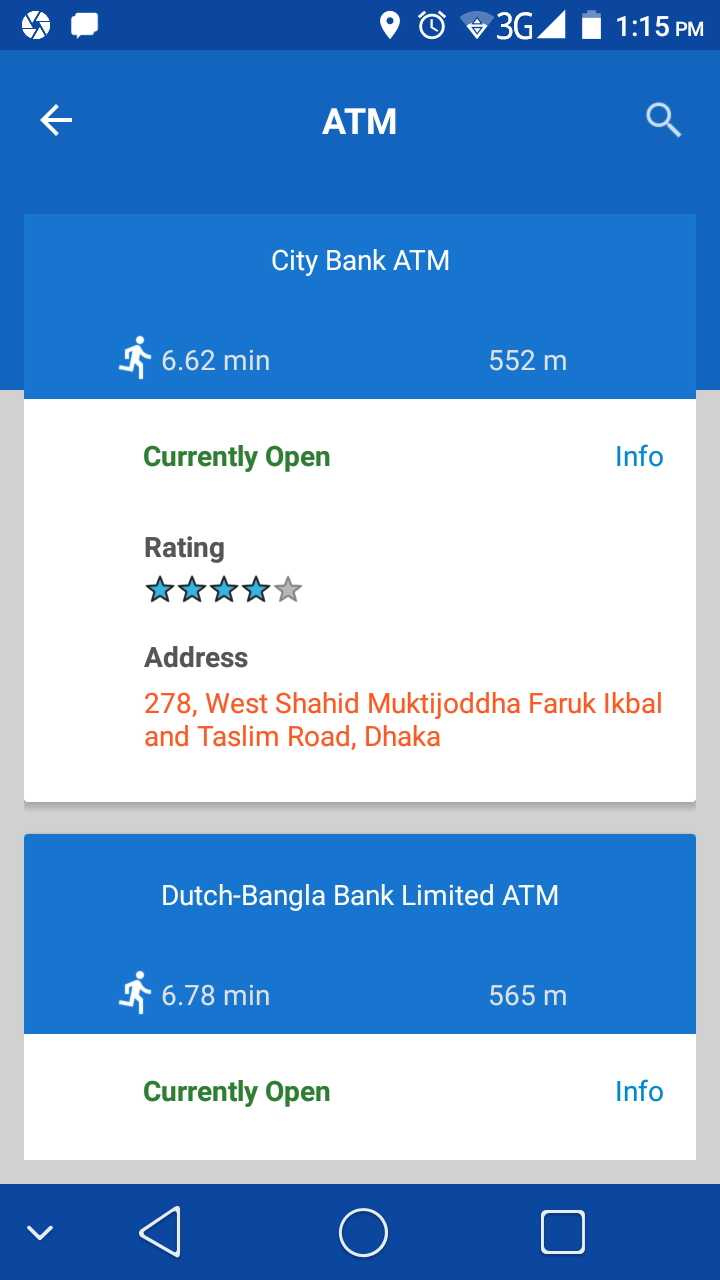 3G 1:15 PM
ATM
City Bank ATM
6.62 min 552 m
Currently Open Info
Rating
Address
278, West Shahid Muktijoddha Faruk Ikbal
and Taslim Road, Dhaka
Dutch-Bangla Bank Limited ATM
6.78 min 565 m
Currently Open Info